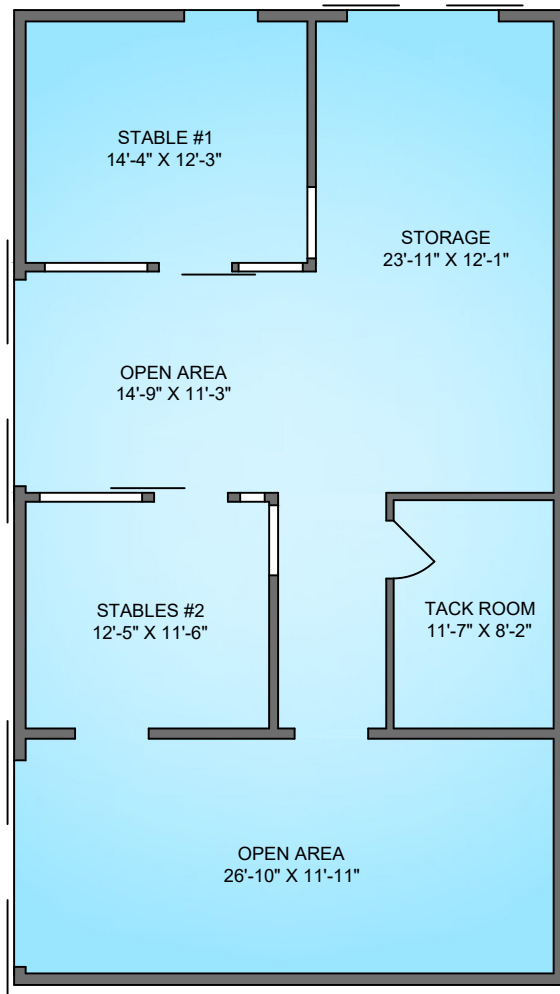 STABLE #1
14'-4" X 12'-3"
STORAGE
23'-11" X 12'-1"
OPEN AREA
14'-9" X 11'-3"
STABLES #2
12'-5" X 11'-6"
TACK ROOM
11'-7" X 8'-2"
OPEN AREA
26'-10" X 11'-11"